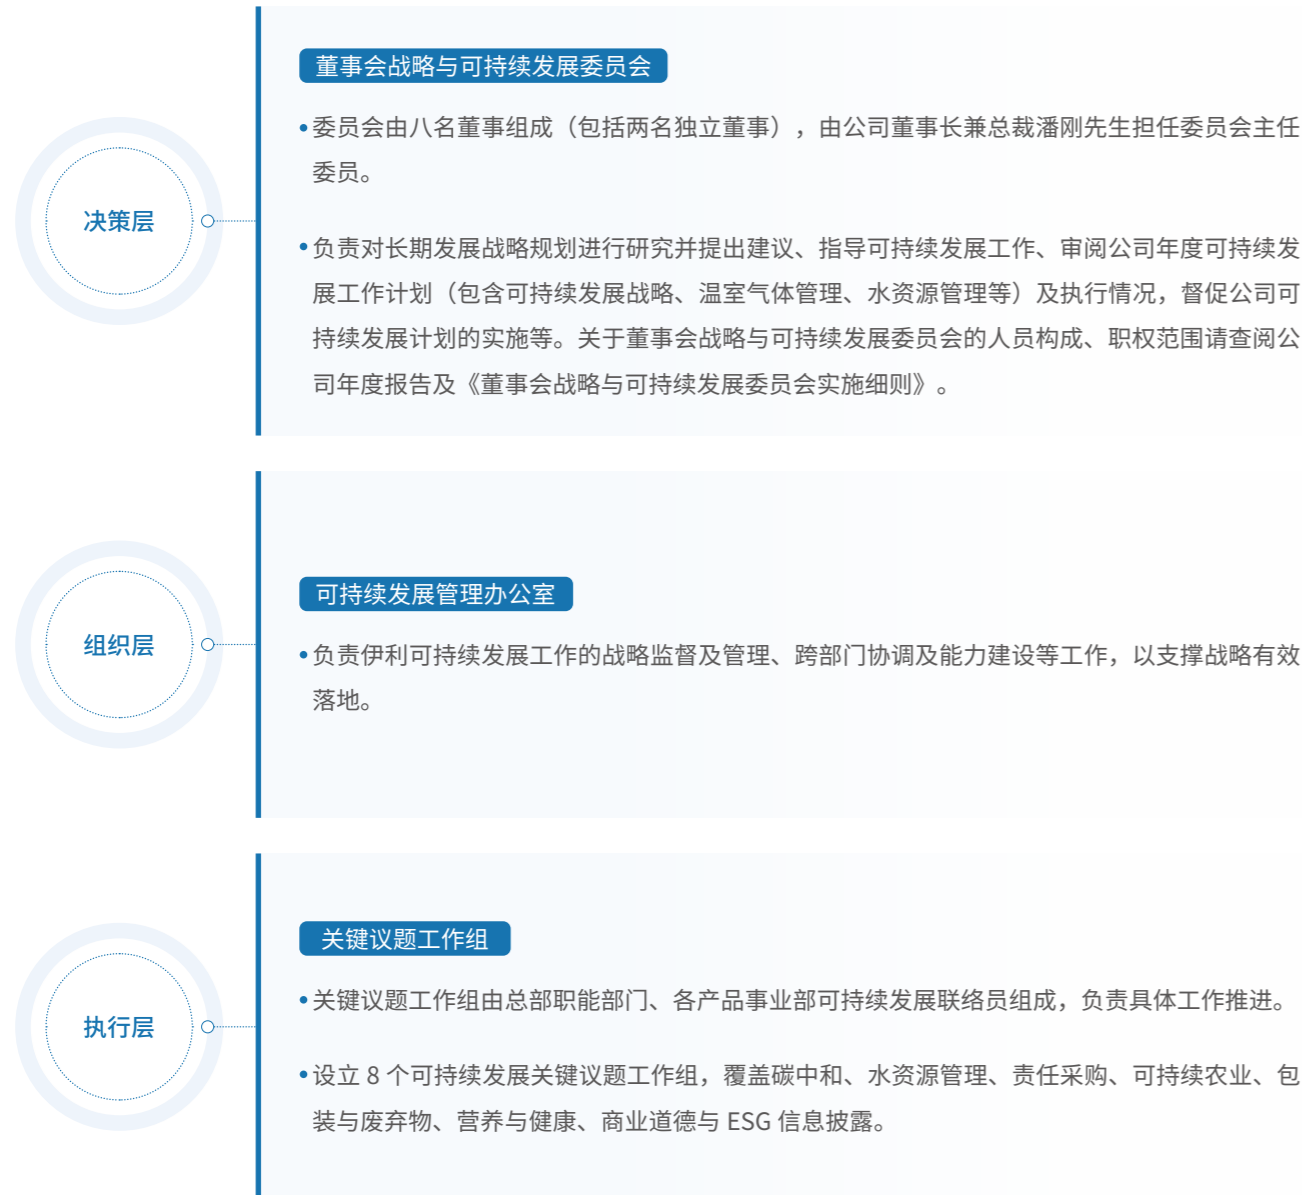 董事会战略与可持续发展委员会
•委员会由八名董事组成（包括两名独立董事），由公司董事长兼总裁潘刚先生担任委员会主任
委员。
决策层
•负责对长期发展战略规划进行研究并提出建议、指导可持续发展工作、审阅公司年度可持续发
展工作计划（包含可持续发展战略、温室气体管理、水资源管理等）及执行情况，督促公司可
持续发展计划的实施等。关于董事会战略与可持续发展委员会的人员构成、职权范围请查阅公
司年度报告及《董事会战略与可持续发展委员会实施细则》。
可持续发展管理办公室
组织层
•负责伊利可持续发展工作的战略监督及管理、跨部门协调及能力建设等工作，以支撑战略有效
落地。
关键议题工作组
•关键议题工作组由总部职能部门、各产品事业部可持续发展联络员组成，负责具体工作推进。
执行层
•设立 8 个可持续发展关键议题工作组，覆盖碳中和、水资源管理、责任采购、可持续农业、包
装与废弃物、营养与健康、商业道德与 ESG 信息披露。